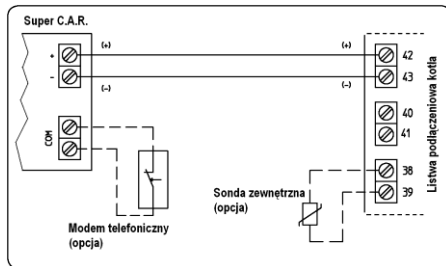 Super C.A.R.
+
(+)
(+)
42
-
(-)
(-)
43
40
41
COM
38
39
Listwa podłączeniowa kotła
Sonda zewnętrzna
(opcja)
Modem telefoniczny
(opcja)